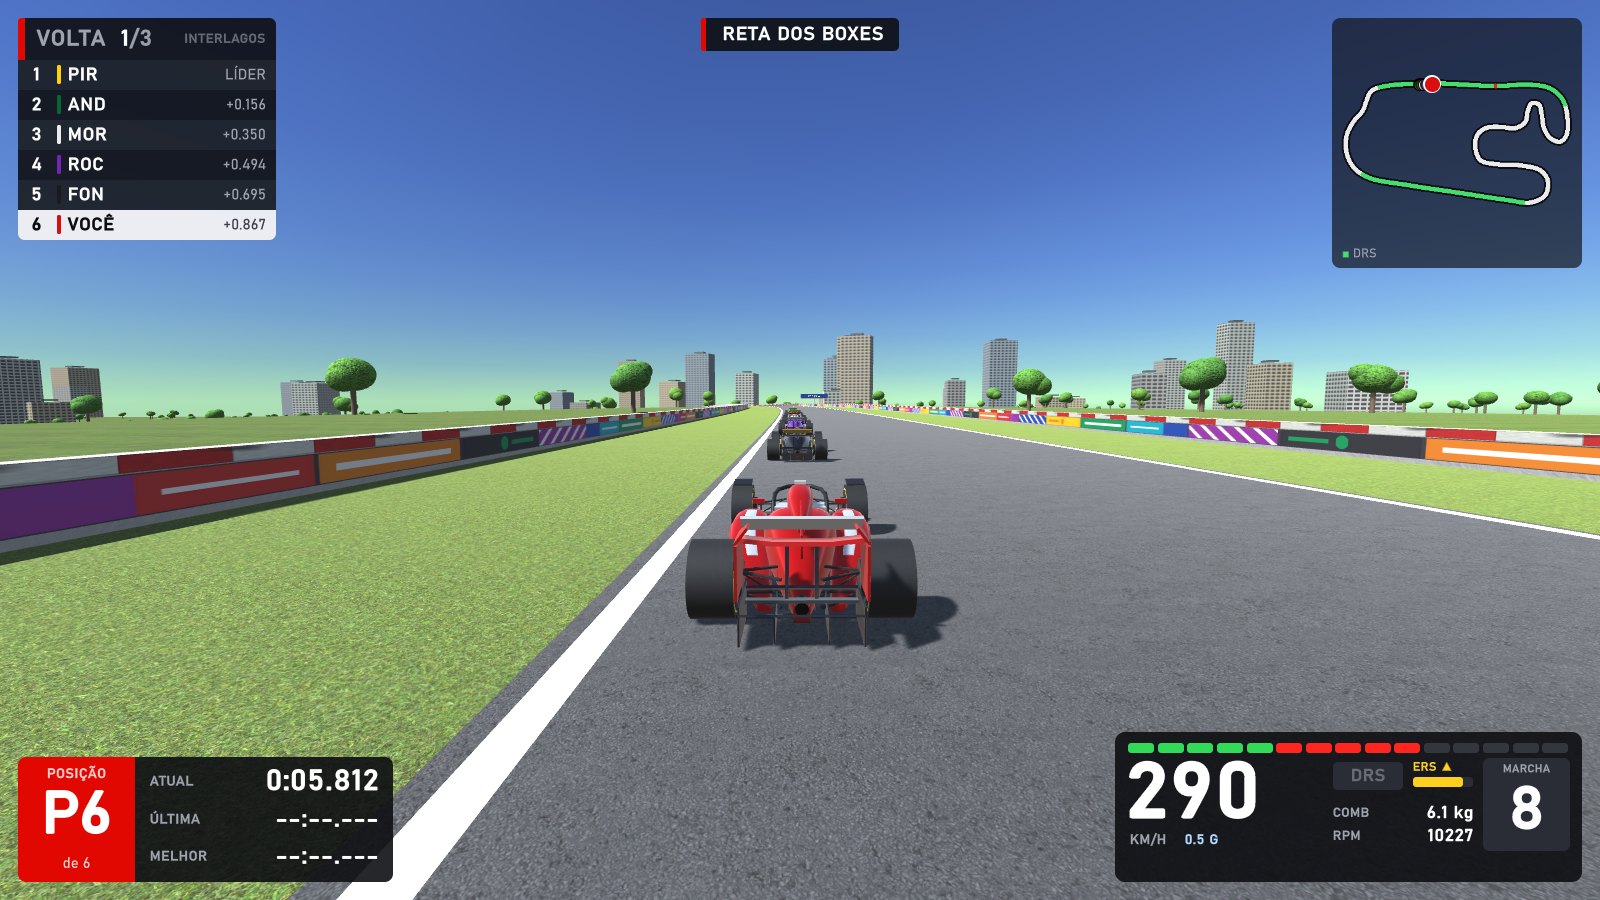 VOLTA 1/3 INTERLAGOS
1 PIR LÍDER
2 AND +0.156
3 MOR +0.350
4 ROC +0.494
5 FON +0.695
6 VOCÊ +0.867
RETA DOS BOXES
DRS
POSIÇÃO
P6
de 6
ATUAL 0:05.812
ÚLTIMA --:--.---
MELHOR --:--.---
290
KM/H 0.5 G
DRS
ERS ▲
COMB 6.1 kg
RPM 10227
MARCHA
8